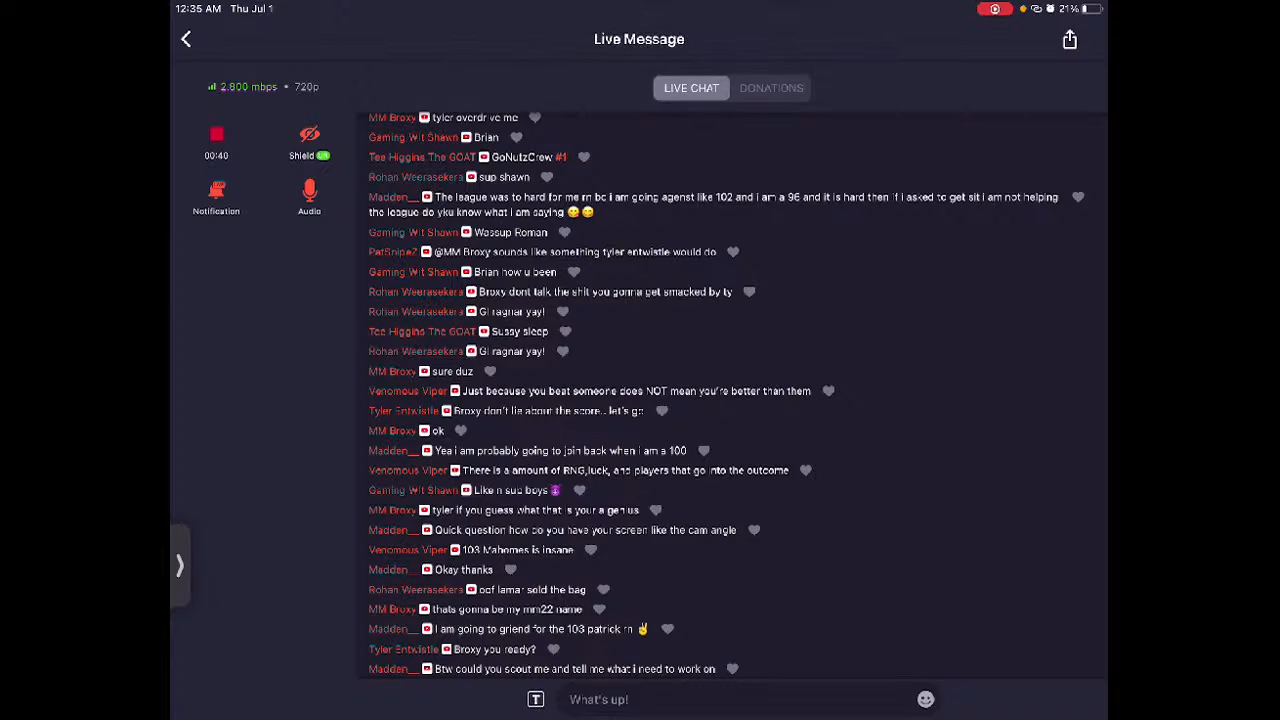 12:35 AM Thu Jul 1
21%
Live Message
2.800 mbps • 720p
LIVE CHAT
DONATIONS
00:40
Shield
Notification
Audio
MM Broxy tyler overdrive me
Gaming Wit Shawn Brian
Tee Higgins The GOAT GoNutzCrew #1
Rohan Weerasekera sup shawn
Madden__ The league was to hard for me rn bc i am going agenst like 102 and i am a 96 and it is hard then if i asked to get sit i am not helping
the league do yku know what i am saying 😋😋
Gaming Wit Shawn Wassup Roman
PatSnipeZ @MM Broxy sounds like something tyler entwistle would do
Gaming Wit Shawn Brian how u been
Rohan Weerasekera Broxy dont talk the shit you gonna get smacked by ty
Rohan Weerasekera Gl ragnar yay!
Tee Higgins The GOAT Sussy sleep
Rohan Weerasekera Gl ragnar yay!
MM Broxy sure duz
Venomous Viper Just because you beat someone does NOT mean you're better than them
Tyler Entwistle Broxy don't lie about the score.. let's go
MM Broxy ok
Madden__ Yea i am probably going to join back when i am a 100
Venomous Viper There is a amount of RNG,luck, and players that go into the outcome
Gaming Wit Shawn Like n sub boys 😈
MM Broxy tyler if you guess what that is your a genius
Madden__ Quick question how do you have your screen like the cam angle
Venomous Viper 103 Mahomes is insane
Madden__ Okay thanks
Rohan Weerasekera oof lamar sold the bag
MM Broxy thats gonna be my mm22 name
Madden__ I am going to griend for the 103 patrick rn ✌
Tyler Entwistle Broxy you ready?
Madden__ Btw could you scout me and tell me what i need to work on
T What's up!